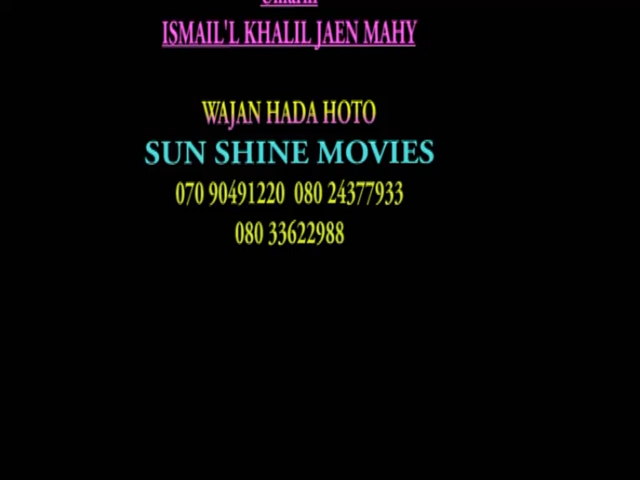 ISMAIL'L KHALIL JAEN MAHY
WAJAN HADA HOTO
SUN SHINE MOVIES
070 90491220 080 24377933
080 33622988